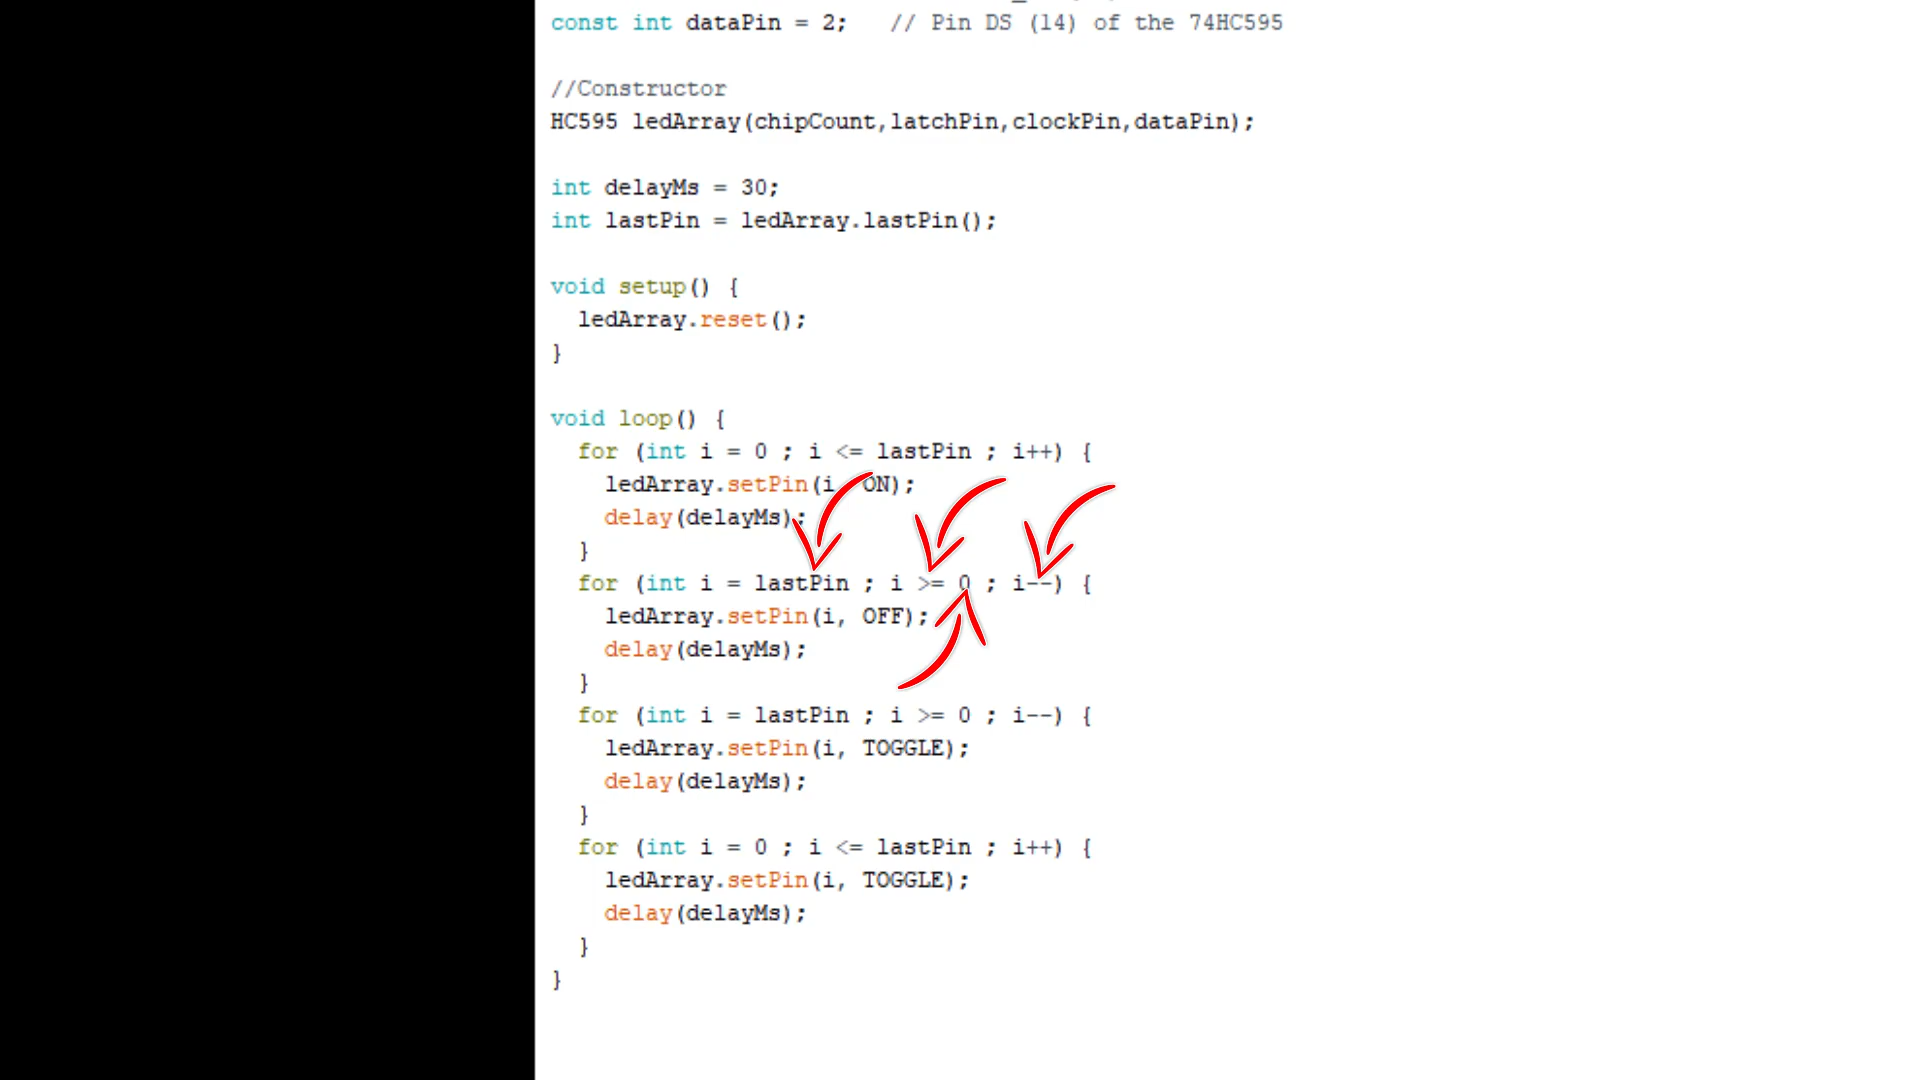 const int dataPin = 2;   // Pin DS (14) of the 74HC595
//Constructor
HC595 ledArray(chipCount,latchPin,clockPin,dataPin);
int delayMs = 30;
int lastPin = ledArray.lastPin();
void setup() {
  ledArray.reset();
}
void loop() {
  for (int i = 0 ; i <= lastPin ; i++) {
    ledArray.setPin(i, ON);
    delay(delayMs);
  }
  for (int i = lastPin ; i >= 0 ; i--) {
    ledArray.setPin(i, OFF);
    delay(delayMs);
  }
  for (int i = lastPin ; i >= 0 ; i--) {
    ledArray.setPin(i, TOGGLE);
    delay(delayMs);
  }
  for (int i = 0 ; i <= lastPin ; i++) {
    ledArray.setPin(i, TOGGLE);
    delay(delayMs);
  }
}